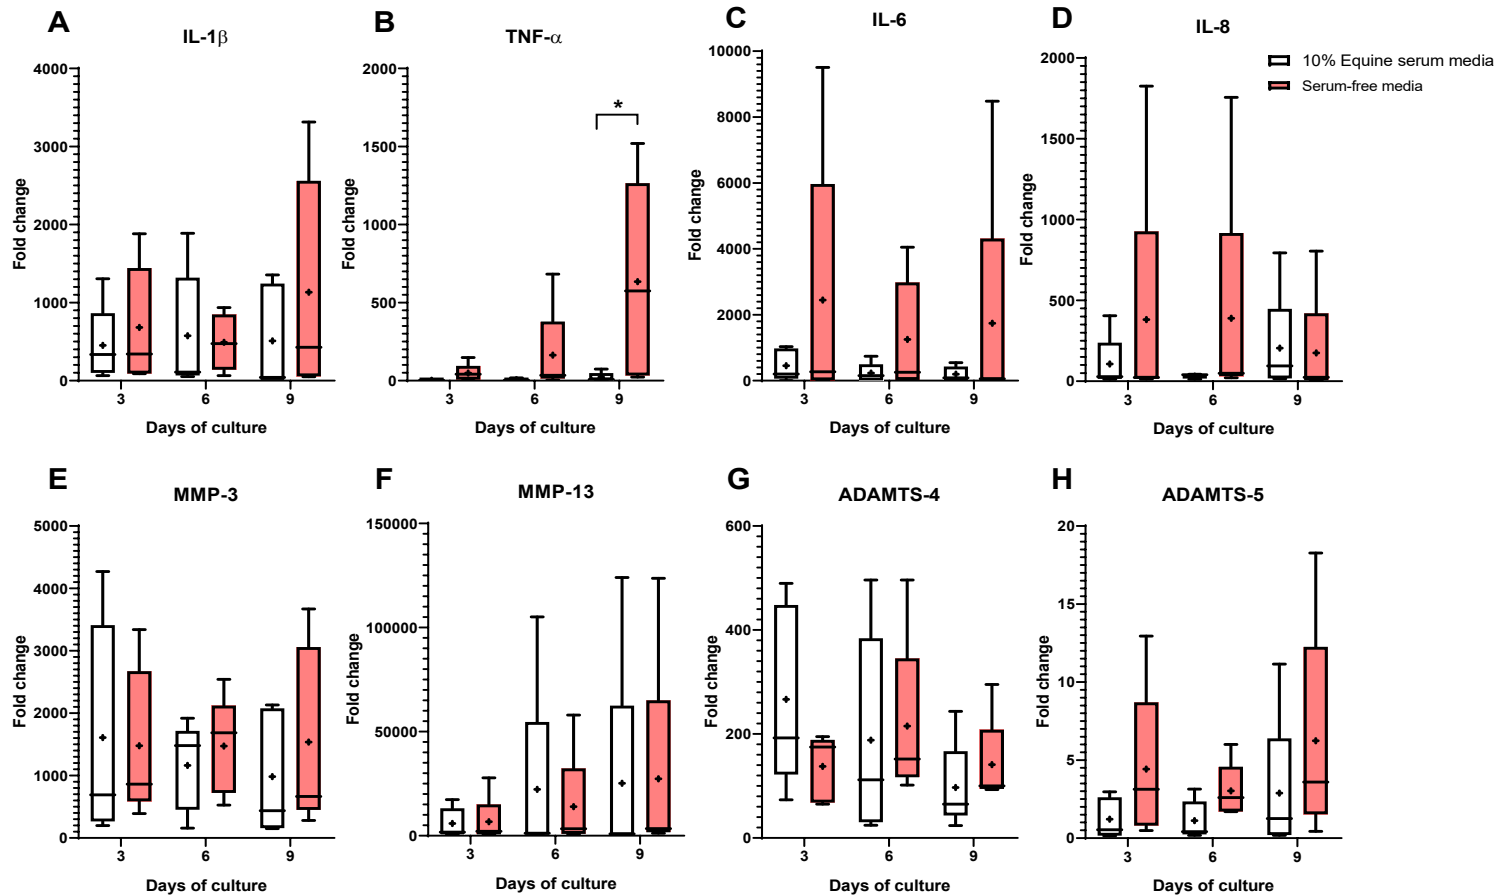 A
IL-1β
4000
3000
2000
1000
0
Fold change
3 6 9
Days of culture
B
TNF-α
2000
1500
1000
500
0
Fold change
*
3 6 9
Days of culture
C
IL-6
10000
8000
6000
4000
2000
0
Fold change
3 6 9
Days of culture
D
IL-8
2000
1500
1000
500
0
Fold change
3 6 9
Days of culture
10% Equine serum media
Serum-free media
E
MMP-3
5000
4000
3000
2000
1000
0
Fold change
3 6 9
Days of culture
F
MMP-13
150000
100000
50000
0
Fold change
3 6 9
Days of culture
G
ADAMTS-4
600
400
200
0
Fold change
3 6 9
Days of culture
H
ADAMTS-5
20
15
10
5
0
Fold change
3 6 9
Days of culture